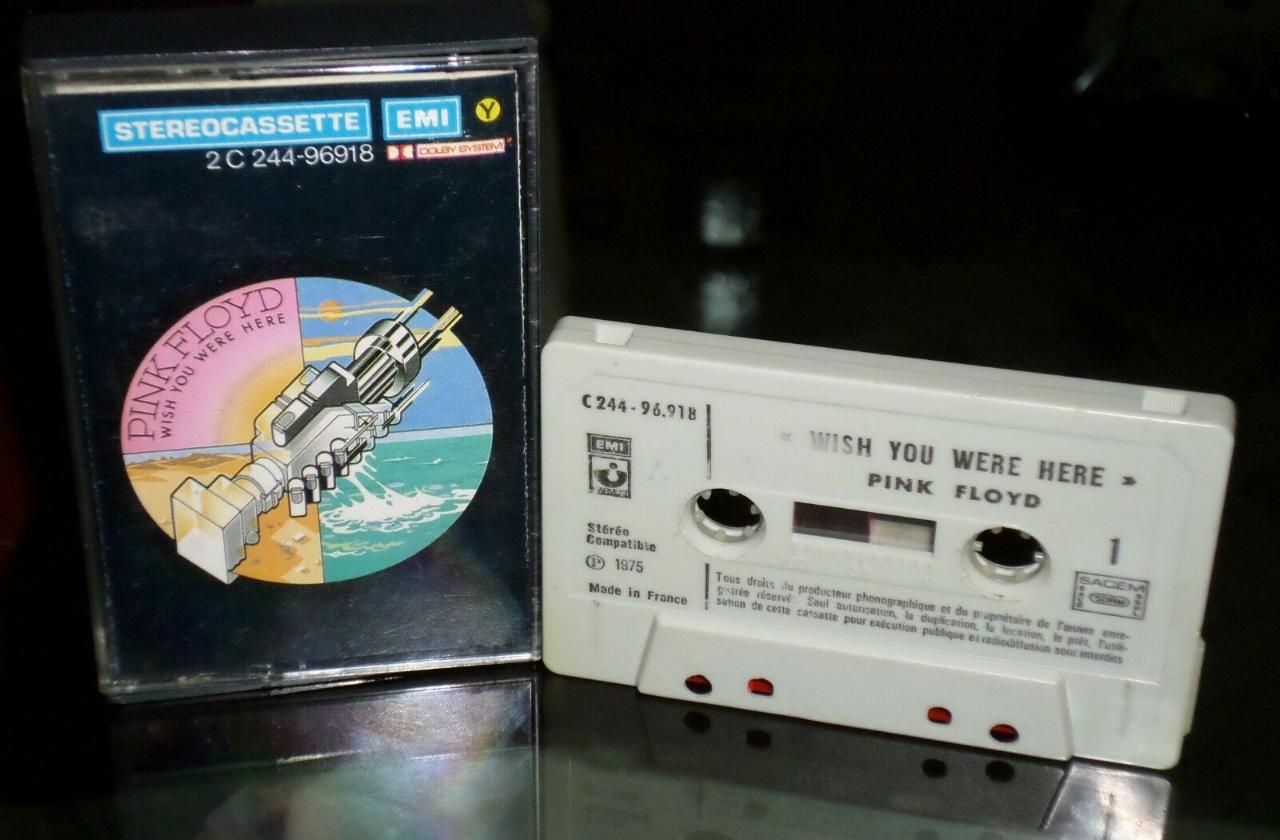 STEREOCASSETTE EMI Y
2 C 244-96918 DOLBY SYSTEM
PINK FLOYD
WISH YOU WERE HERE
C 244 - 96.918
« WISH YOU WERE HERE »
PINK FLOYD
EMI
HARVEST
Stéréo
Compatible
Ⓟ 1975
Made in France
1
SACEM
SDRM
Tous droits du producteur phonographique et du propriétaire de l'œuvre enre-
gistrée réservés Seul autorisation, la duplication, la location, le prêt, l'utili-
sation de cette cassette pour exécution publique et radiodiffusion sont interdits